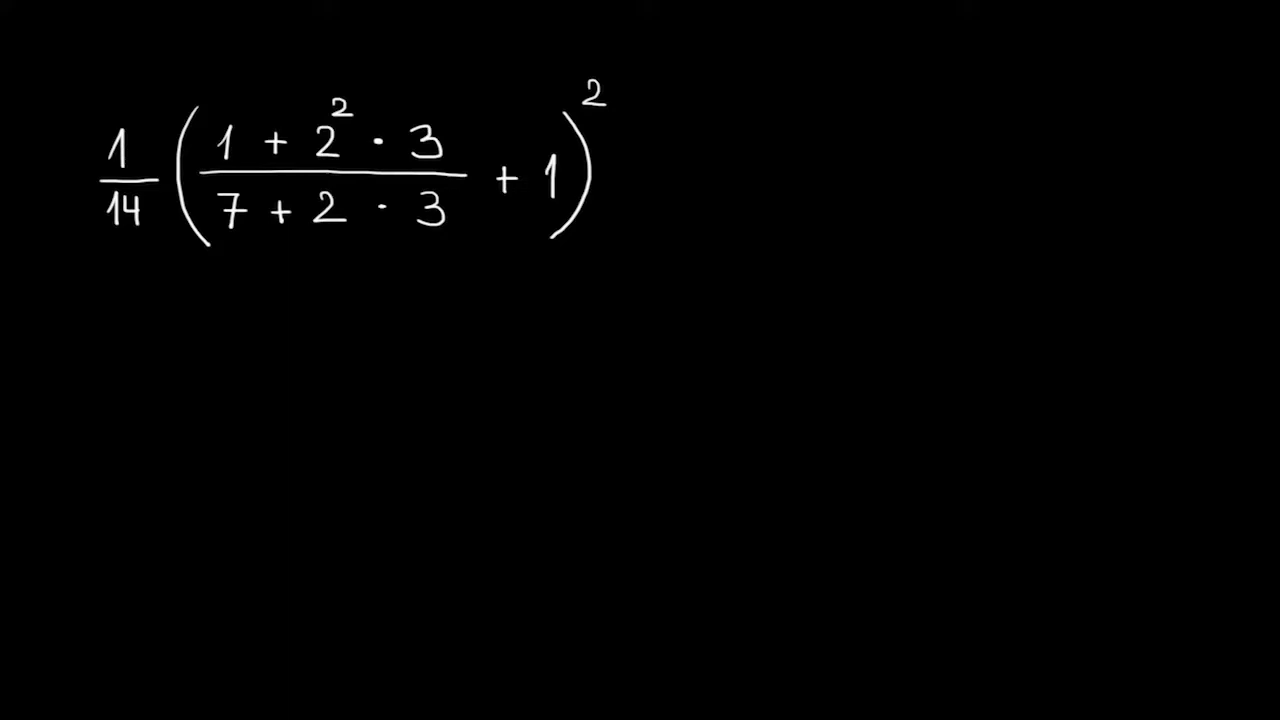 1/14 ( (1 + 2² · 3)/(7 + 2 · 3) + 1 )²